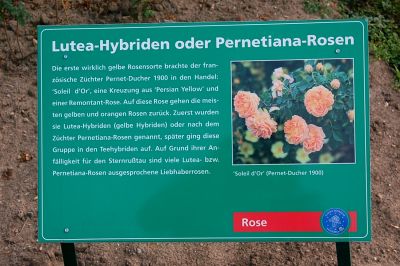 Lutea-Hybriden oder Pernetiana-Rosen
Die erste wirklich gelbe Rosensorte brachte der fran-
zösische Züchter Pernet-Ducher 1900 in den Handel:
'Soleil d'Or', eine Kreuzung aus 'Persian Yellow' und
einer Remontant-Rose. Auf diese Rose gehen die meis-
ten gelben und orangen Rosen zurück. Zuerst wurden
sie Lutea-Hybriden (gelbe Hybriden) oder nach dem
Züchter Pernetiana-Rosen genannt, später ging diese
Gruppe in den Teehybriden auf. Auf Grund ihrer An-
fälligkeit für den Sternrußtau sind viele Lutea- bzw.
Pernetiana-Rosen ausgesprochene Liebhaberrosen.
'Soleil d'Or' (Pernet-Ducher 1900)
Rose